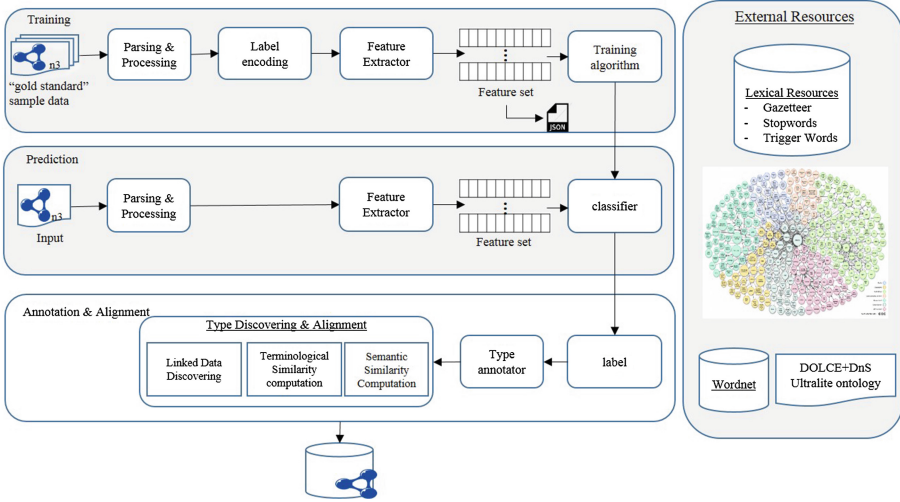 Training
n3
"gold standard"
sample data
Parsing &
Processing
Label
encoding
Feature
Extractor
Feature set
JSON
Training
algorithm
Prediction
n3
Input
Parsing &
Processing
Feature
Extractor
Feature set
classifier
Annotation & Alignment
Type Discovering & Alignment
Linked Data
Discovering
Terminological
Similarity
computation
Semantic
Similarity
Computation
Type
annotator
label
External Resources
Lexical Resources
- Gazetteer
- Stopwords
- Trigger Words
Wordnet
DOLCE+DnS
Ultralite ontology